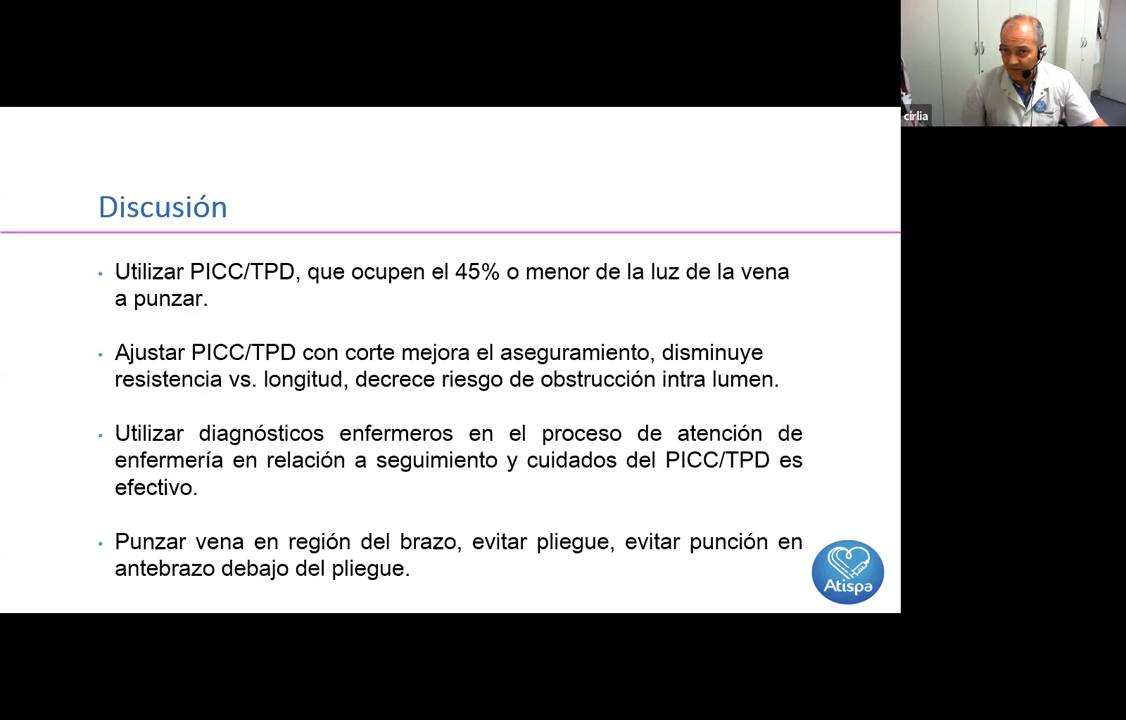 círlia
Discusión
• Utilizar PICC/TPD, que ocupen el 45% o menor de la luz de la vena
a punzar.
• Ajustar PICC/TPD con corte mejora el aseguramiento, disminuye
resistencia vs. longitud, decrece riesgo de obstrucción intra lumen.
• Utilizar diagnósticos enfermeros en el proceso de atención de
enfermería en relación a seguimiento y cuidados del PICC/TPD es
efectivo.
• Punzar vena en región del brazo, evitar pliegue, evitar punción en
antebrazo debajo del pliegue.
Atispa